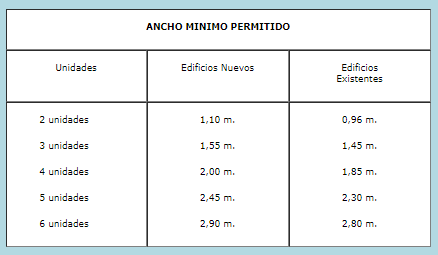 ANCHO MINIMO PERMITIDO
Unidades Edificios Nuevos Edificios
Existentes
2 unidades 1,10 m. 0,96 m.
3 unidades 1,55 m. 1,45 m.
4 unidades 2,00 m. 1,85 m.
5 unidades 2,45 m. 2,30 m.
6 unidades 2,90 m. 2,80 m.